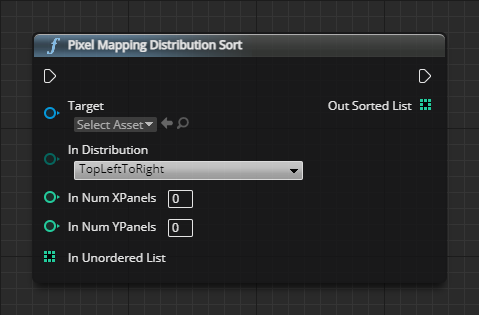 Pixel Mapping Distribution Sort
Target
Out Sorted List
Select Asset
In Distribution
TopLeftToRight
In Num XPanels 0
In Num YPanels 0
In Unordered List